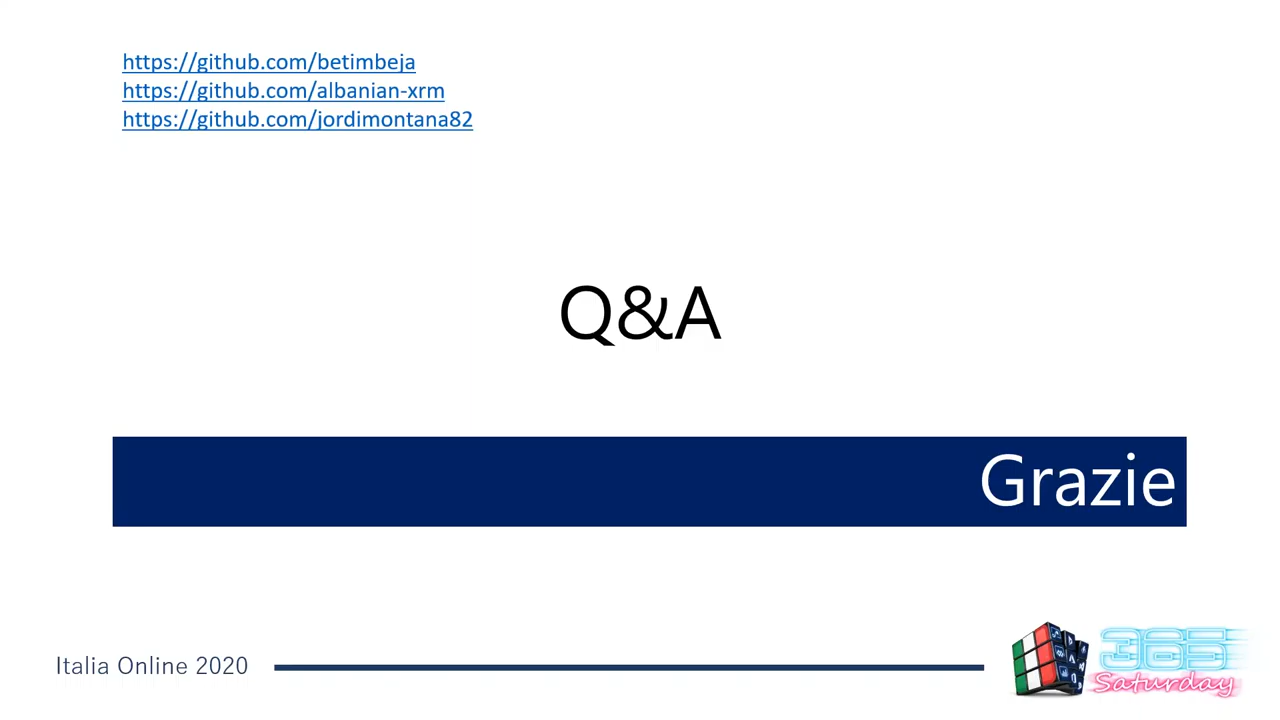 https://github.com/betimbeja
https://github.com/albanian-xrm
https://github.com/jordimontana82
Q&A
Grazie
Italia Online 2020
365
Saturday